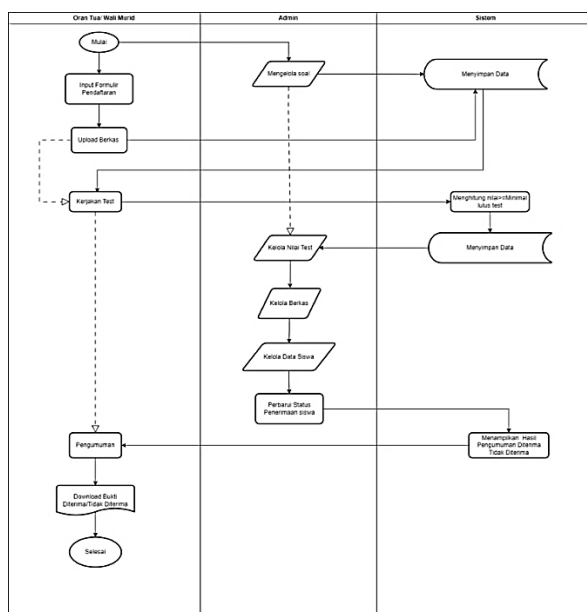 Oran Tua/ Wali Murid
Admin
Sistem
Mulai
Mengelola soal
Menyimpan Data
Input Formulir
Pendaftaran
Upload Berkas
Kerjakan Test
Menghitung nilai>=Minimal
lulus test
Kelola Nilai Test
Menyimpan Data
Kelola Berkas
Kelola Data Siswa
Perbarui Status
Penerimaan siswa
Pengumuman
Menampilkan Hasil
Pengumuman Diterima
Tidak Diterima
Download Bukti
Diterima/Tidak Diterima
Selesai